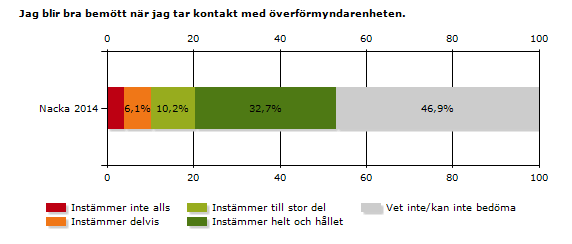 Jag blir bra bemött när jag tar kontakt med överförmyndarenheten.
0 20 40 60 80 100
Nacka 2014 6,1% 10,2% 32,7% 46,9%
0 20 40 60 80 100
Instämmer inte alls Instämmer till stor del Vet inte/kan inte bedöma
Instämmer delvis Instämmer helt och hållet